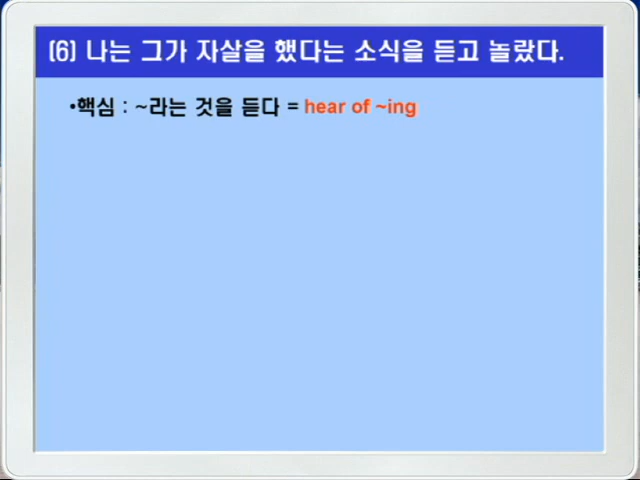 (6) 나는 그가 자살을 했다는 소식을 듣고 놀랐다.
•핵심 : ~라는 것을 듣다 = hear of ~ing